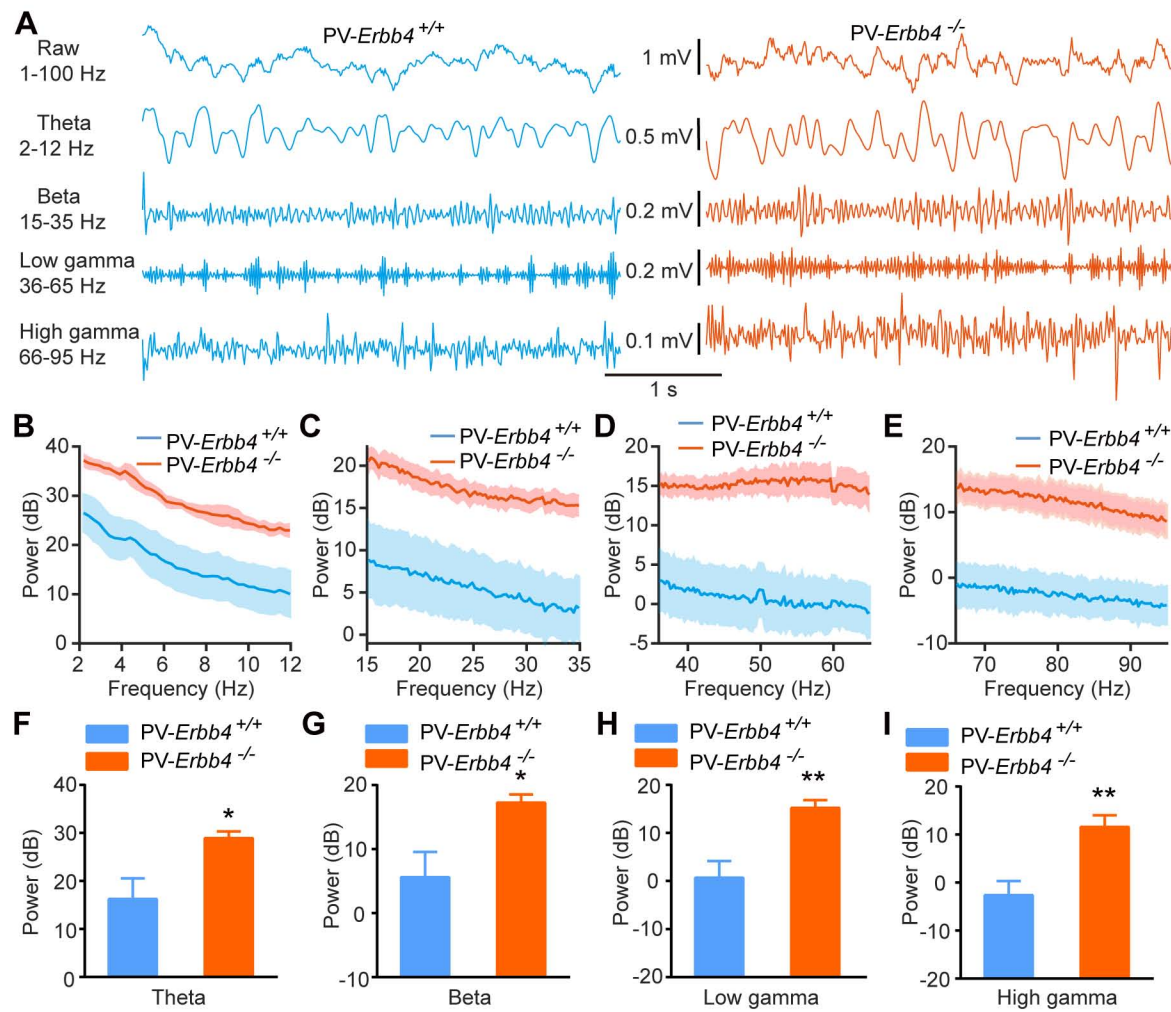 A
PV-Erbb4 +/+
PV-Erbb4 -/-
Raw
1-100 Hz
1 mV
Theta
2-12 Hz
0.5 mV
Beta
15-35 Hz
0.2 mV
Low gamma
36-65 Hz
0.2 mV
High gamma
66-95 Hz
0.1 mV
1 s
B
PV-Erbb4 +/+
PV-Erbb4 -/-
40
30
20
10
0
Power (dB)
2 4 6 8 10 12
Frequency (Hz)
C
PV-Erbb4 +/+
PV-Erbb4 -/-
20
10
0
Power (dB)
15 20 25 30 35
Frequency (Hz)
D
PV-Erbb4 +/+
PV-Erbb4 -/-
20
15
10
5
0
-5
Power (dB)
40 50 60
Frequency (Hz)
E
PV-Erbb4 +/+
PV-Erbb4 -/-
20
10
0
-10
Power (dB)
70 80 90
Frequency (Hz)
F
PV-Erbb4 +/+
PV-Erbb4 -/-
40
30
20
10
0
Power (dB)
*
Theta
G
PV-Erbb4 +/+
PV-Erbb4 -/-
20
10
0
-10
Power (dB)
*
Beta
H
PV-Erbb4 +/+
PV-Erbb4 -/-
20
10
0
-10
-20
Power (dB)
**
Low gamma
I
PV-Erbb4 +/+
PV-Erbb4 -/-
20
10
0
-10
-20
Power (dB)
**
High gamma